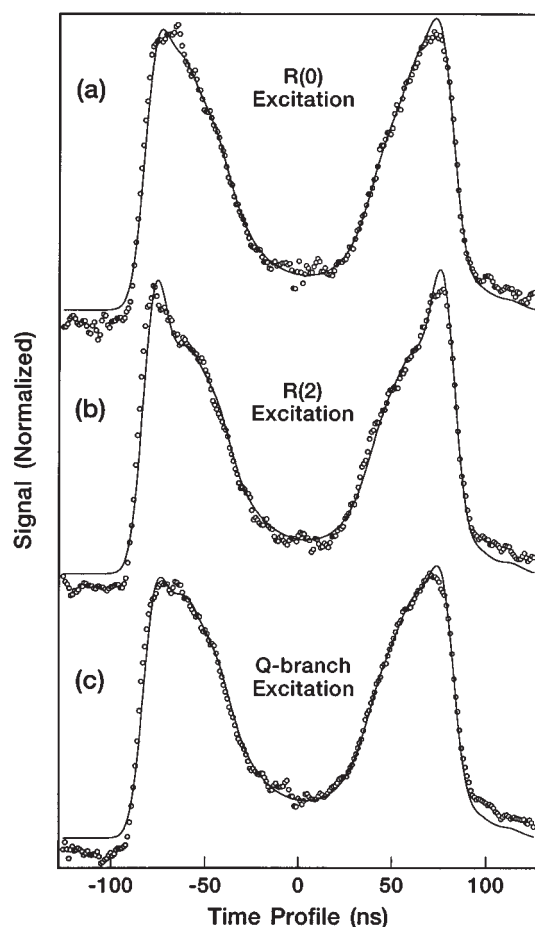 (a)
R(0)
Excitation
(b)
R(2)
Excitation
(c)
Q-branch
Excitation
Signal (Normalized)
-100 -50 0 50 100
Time Profile (ns)